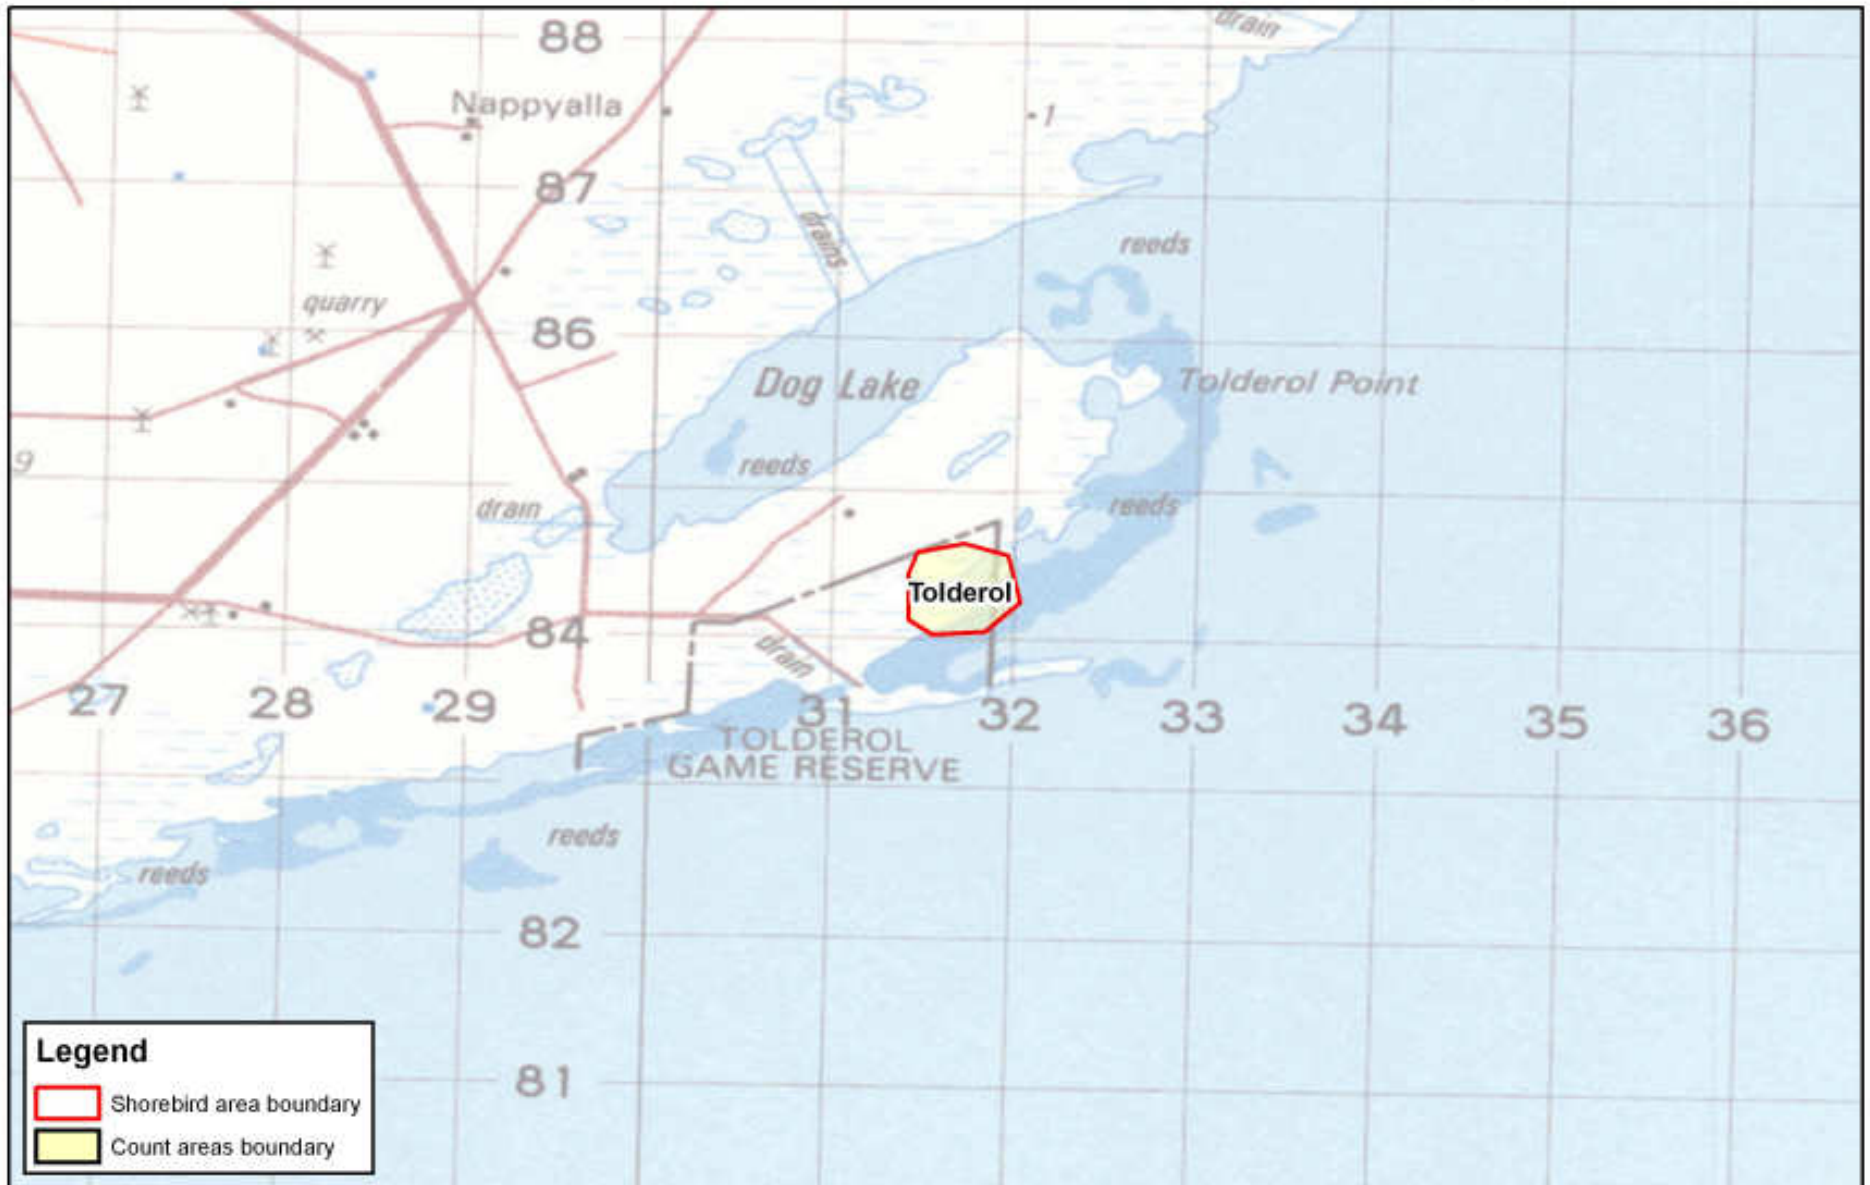 drain
88
Nappyalla
1
87
drains
reeds
quarry
86
Dog Lake
Tolderol Point
9
reeds
drain
reeds
Tolderol
84
drain
27
28
29
31
32
33
34
35
36
TOLDEROL
GAME RESERVE
reeds
reeds
82
81
Legend
Shorebird area boundary
Count areas boundary